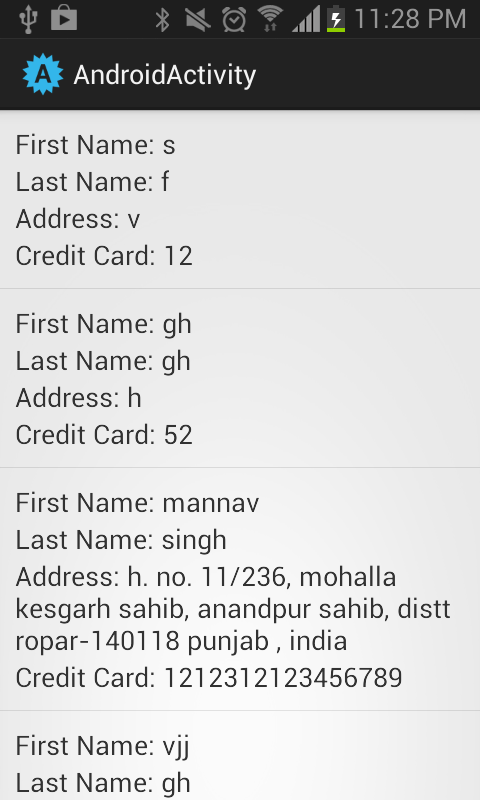 11:28 PM
A AndroidActivity
First Name: s
Last Name: f
Address: v
Credit Card: 12
First Name: gh
Last Name: gh
Address: h
Credit Card: 52
First Name: mannav
Last Name: singh
Address: h. no. 11/236, mohalla
kesgarh sahib, anandpur sahib, distt
ropar-140118 punjab , india
Credit Card: 1212312123456789
First Name: vjj
Last Name: gh